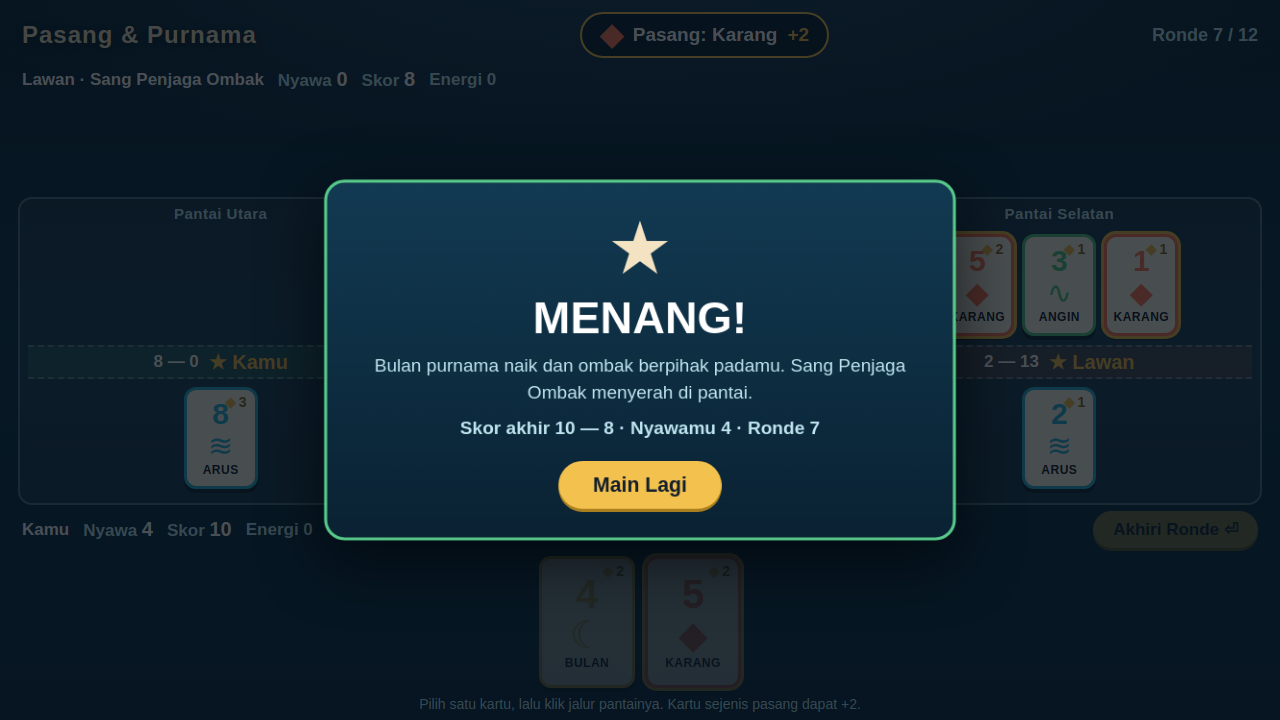 Pasang & Purnama
Pasang: Karang +2
Ronde 7 / 12
Lawan · Sang Penjaga Ombak Nyawa 0 Skor 8 Energi 0
Pantai Utara
Pantai Selatan
5 2
KARANG
3 1
ANGIN
1 1
KARANG
8 — 0 ★ Kamu
2 — 13 ★ Lawan
8 3
ARUS
2 1
ARUS
MENANG!
Bulan purnama naik dan ombak berpihak padamu. Sang Penjaga
Ombak menyerah di pantai.
Skor akhir 10 — 8 · Nyawamu 4 · Ronde 7
Main Lagi
Kamu Nyawa 4 Skor 10 Energi 0
Akhiri Ronde ⏎
4 2
BULAN
5 2
KARANG
Pilih satu kartu, lalu klik jalur pantainya. Kartu sejenis pasang dapat +2.